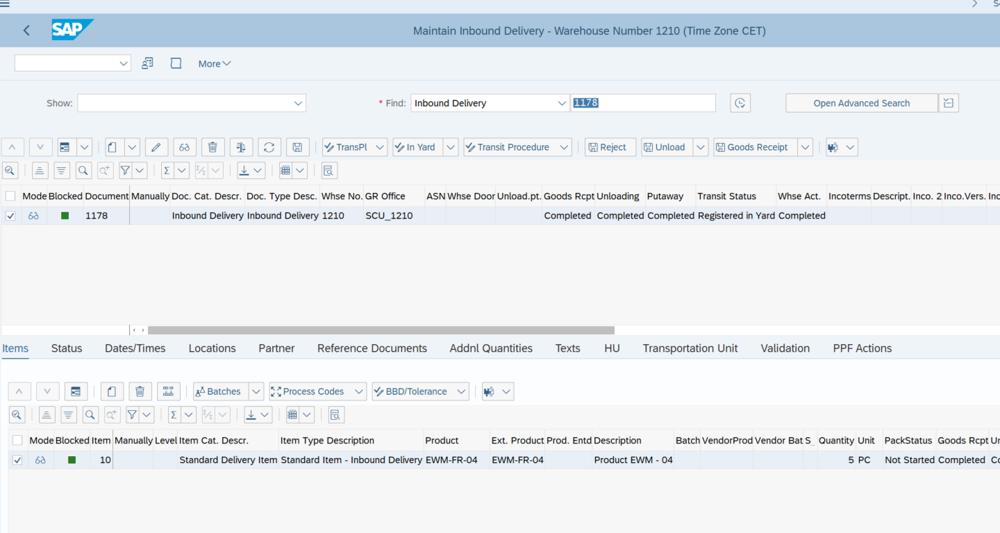 S4
SAP
Maintain Inbound Delivery - Warehouse Number 1210 (Time Zone CET)
More
Show: * Find: Inbound Delivery 1178 Open Advanced Search
TransPl In Yard Transit Procedure Reject Unload Goods Receipt
Mode Blocked Document Manually Doc. Cat. Descr. Doc. Type Desc. Whse No. GR Office ASN Whse Door Unload.pt. Goods Rcpt Unloading Putaway Transit Status Whse Act. Incoterms Descript. Inco. 2 Inco.Vers. Inc
1178 Inbound Delivery Inbound Delivery 1210 SCU_1210 Completed Completed Completed Registered in Yard Completed
Items Status Dates/Times Locations Partner Reference Documents Addnl Quantities Texts HU Transportation Unit Validation PPF Actions
Batches Process Codes BBD/Tolerance
Mode Blocked Item Manually Level Item Cat. Descr. Item Type Description Product Ext. Product Prod. Entd Description Batch VendorProd Vendor Bat S_ Quantity Unit PackStatus Goods Rcpt Un
10 Standard Delivery Item Standard Item - Inbound Delivery EWM-FR-04 EWM-FR-04 Product EWM - 04 5 PC Not Started Completed Co